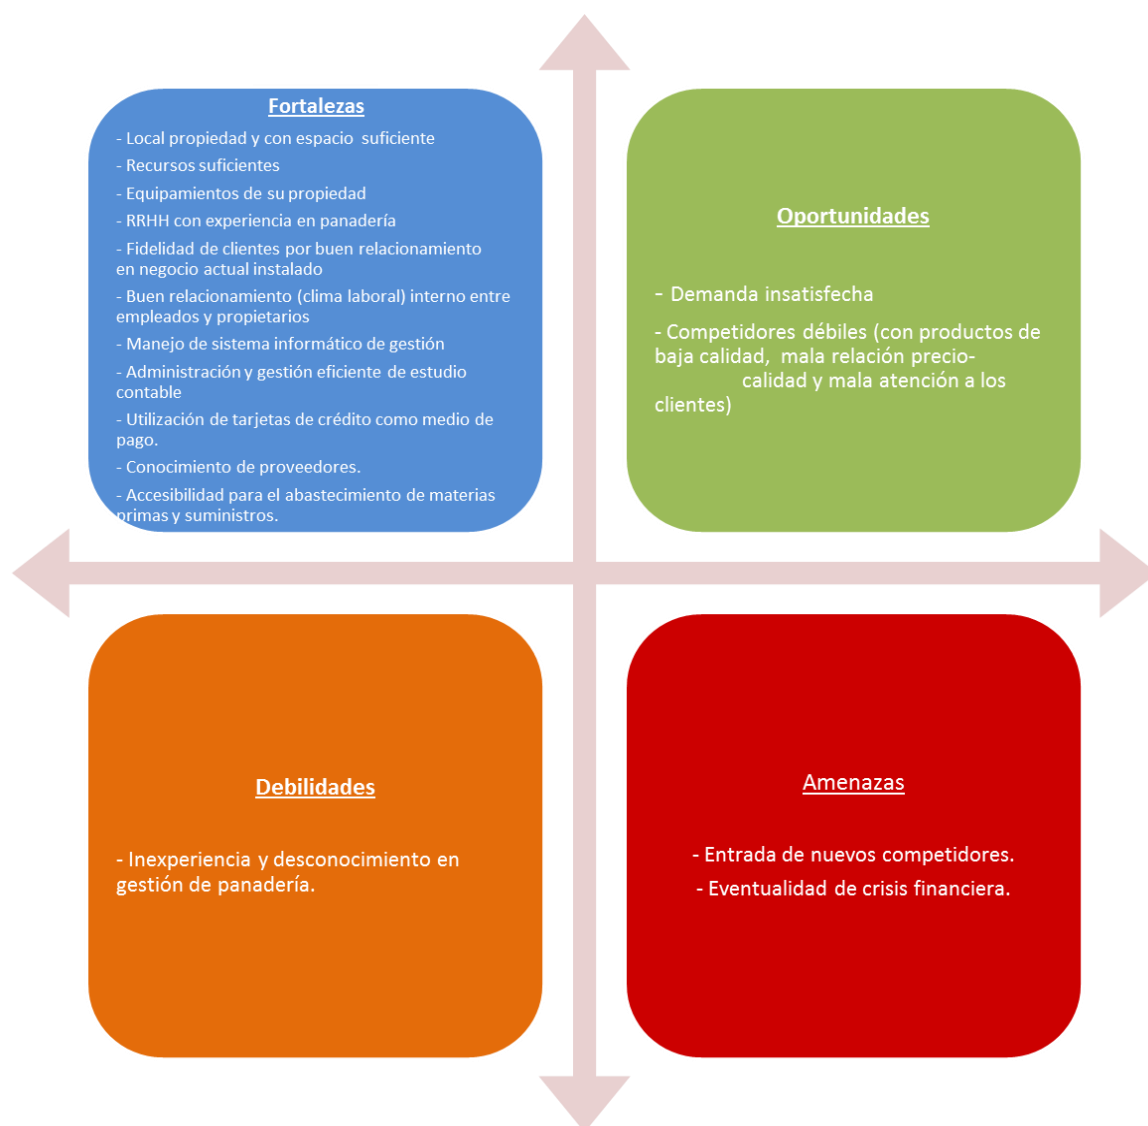 Fortalezas
- Local propiedad y con espacio suficiente
- Recursos suficientes
- Equipamientos de su propiedad
- RRHH con experiencia en panadería
- Fidelidad de clientes por buen relacionamiento
en negocio actual instalado
- Buen relacionamiento (clima laboral) interno entre
empleados y propietarios
- Manejo de sistema informático de gestión
- Administración y gestión eficiente de estudio
contable
- Utilización de tarjetas de crédito como medio de
pago.
- Conocimiento de proveedores.
- Accesibilidad para el abastecimiento de materias
primas y suministros.
Oportunidades
- Demanda insatisfecha
- Competidores débiles (con productos de
baja calidad, mala relación precio-
calidad y mala atención a los
clientes)
Debilidades
- Inexperiencia y desconocimiento en
gestión de panadería.
Amenazas
- Entrada de nuevos competidores.
- Eventualidad de crisis financiera.